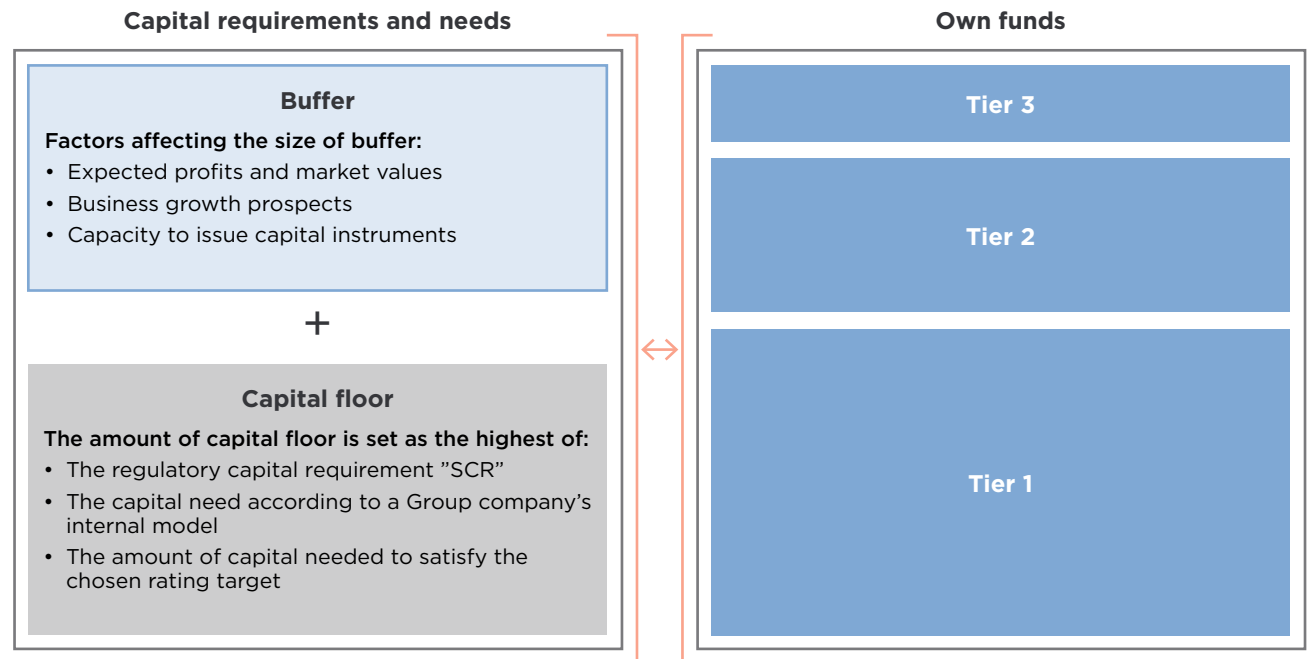 Capital requirements and needs
Buffer
Factors affecting the size of buffer:
• Expected profits and market values
• Business growth prospects
• Capacity to issue capital instruments
+
Capital floor
The amount of capital floor is set as the highest of:
• The regulatory capital requirement ”SCR”
• The capital need according to a Group company’s
internal model
• The amount of capital needed to satisfy the
chosen rating target
Own funds
Tier 3
Tier 2
Tier 1